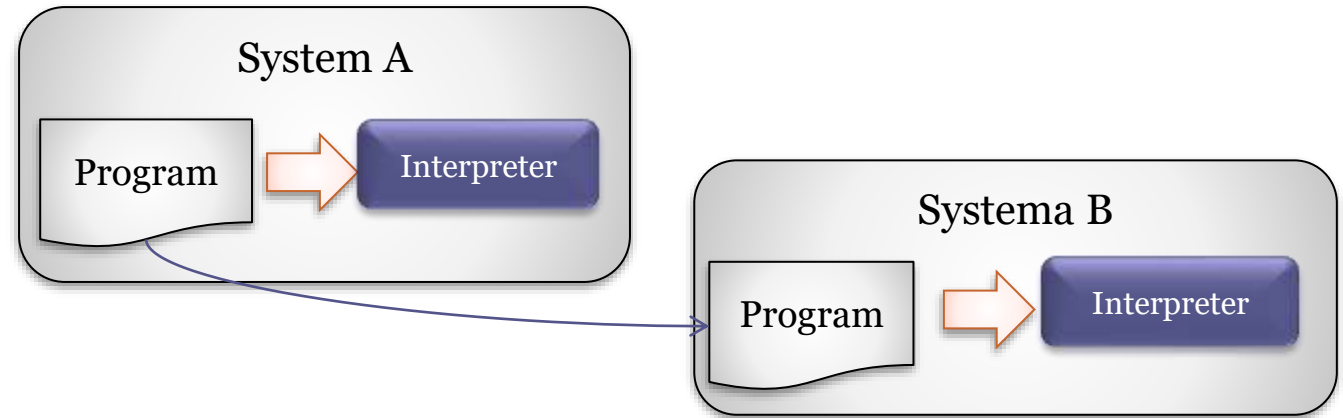 System A
Program
Interpreter
Systema B
Program
Interpreter